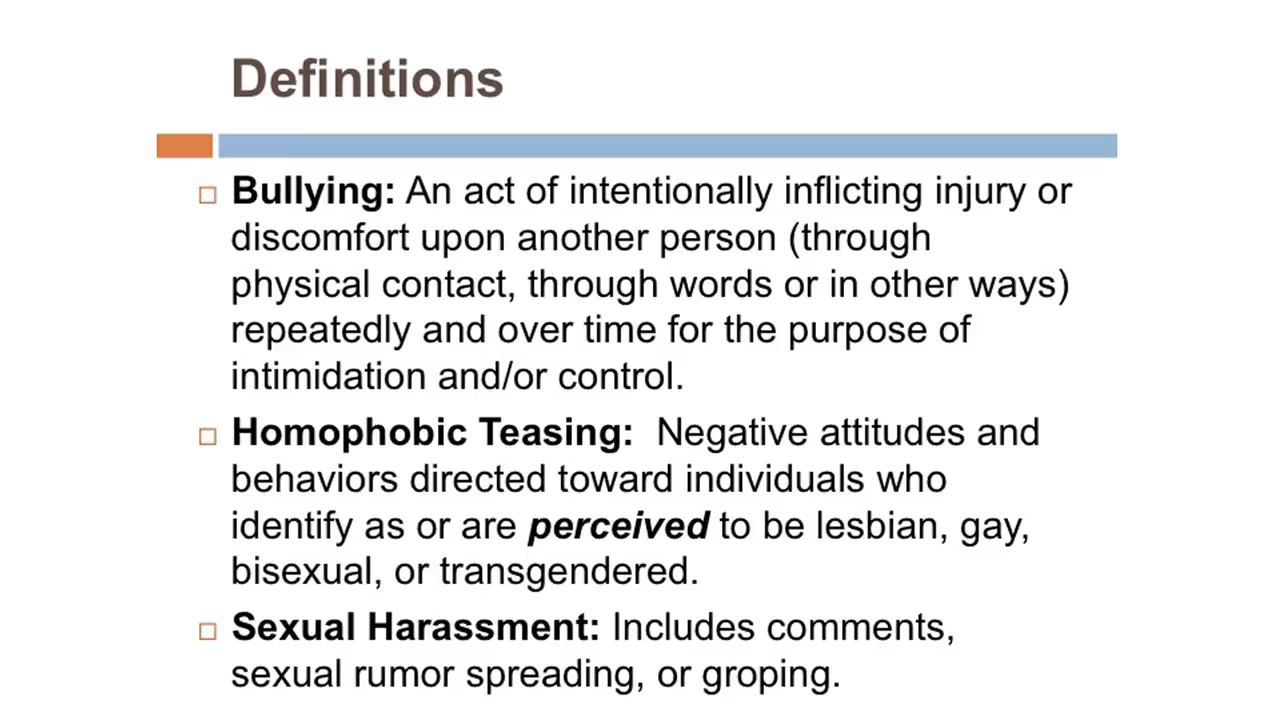 Definitions
Bullying: An act of intentionally inflicting injury or
discomfort upon another person (through
physical contact, through words or in other ways)
repeatedly and over time for the purpose of
intimidation and/or control.
Homophobic Teasing:  Negative attitudes and
behaviors directed toward individuals who
identify as or are perceived to be lesbian, gay,
bisexual, or transgendered.
Sexual Harassment: Includes comments,
sexual rumor spreading, or groping.